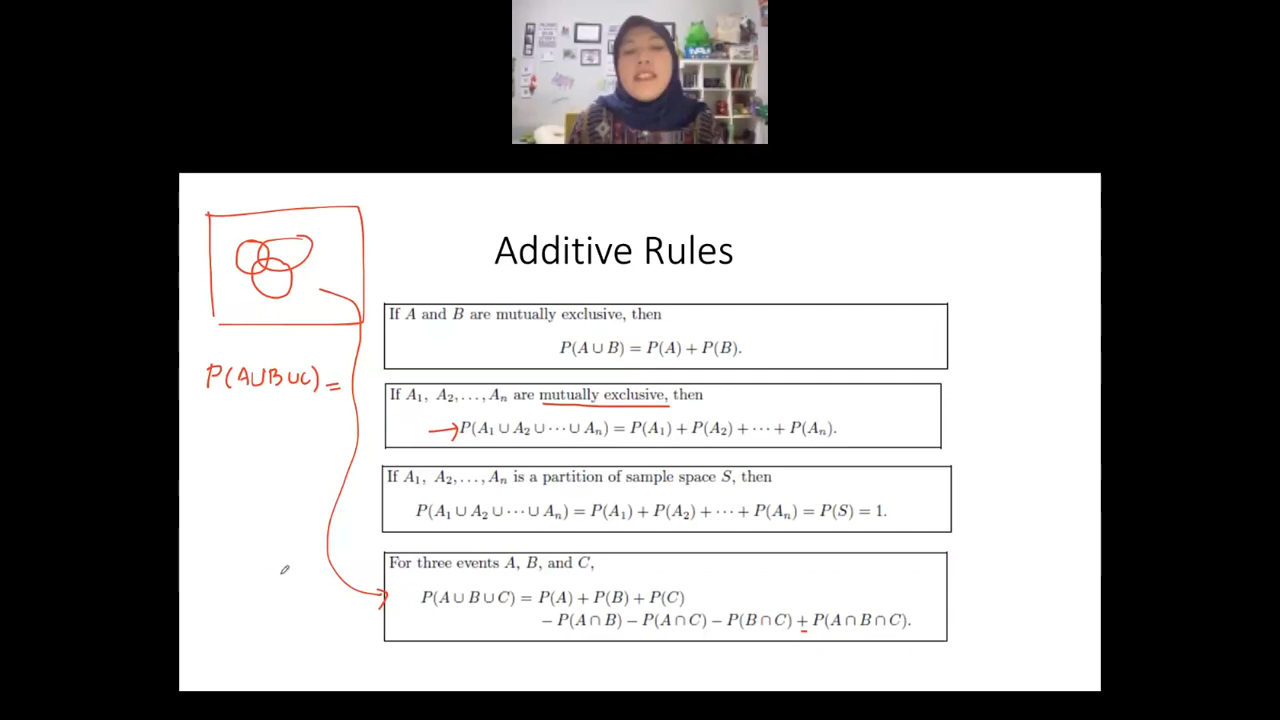 Additive Rules
If A and B are mutually exclusive, then
P(A ∪ B) = P(A) + P(B).
P(A∪B∪C) =
If A₁, A₂, . . . , Aₙ are mutually exclusive, then
P(A₁ ∪ A₂ ∪ · · · ∪ Aₙ) = P(A₁) + P(A₂) + · · · + P(Aₙ).
If A₁, A₂, . . . , Aₙ is a partition of sample space S, then
P(A₁ ∪ A₂ ∪ · · · ∪ Aₙ) = P(A₁) + P(A₂) + · · · + P(Aₙ) = P(S) = 1.
For three events A, B, and C,
P(A ∪ B ∪ C) = P(A) + P(B) + P(C)
− P(A ∩ B) − P(A ∩ C) − P(B ∩ C) + P(A ∩ B ∩ C).